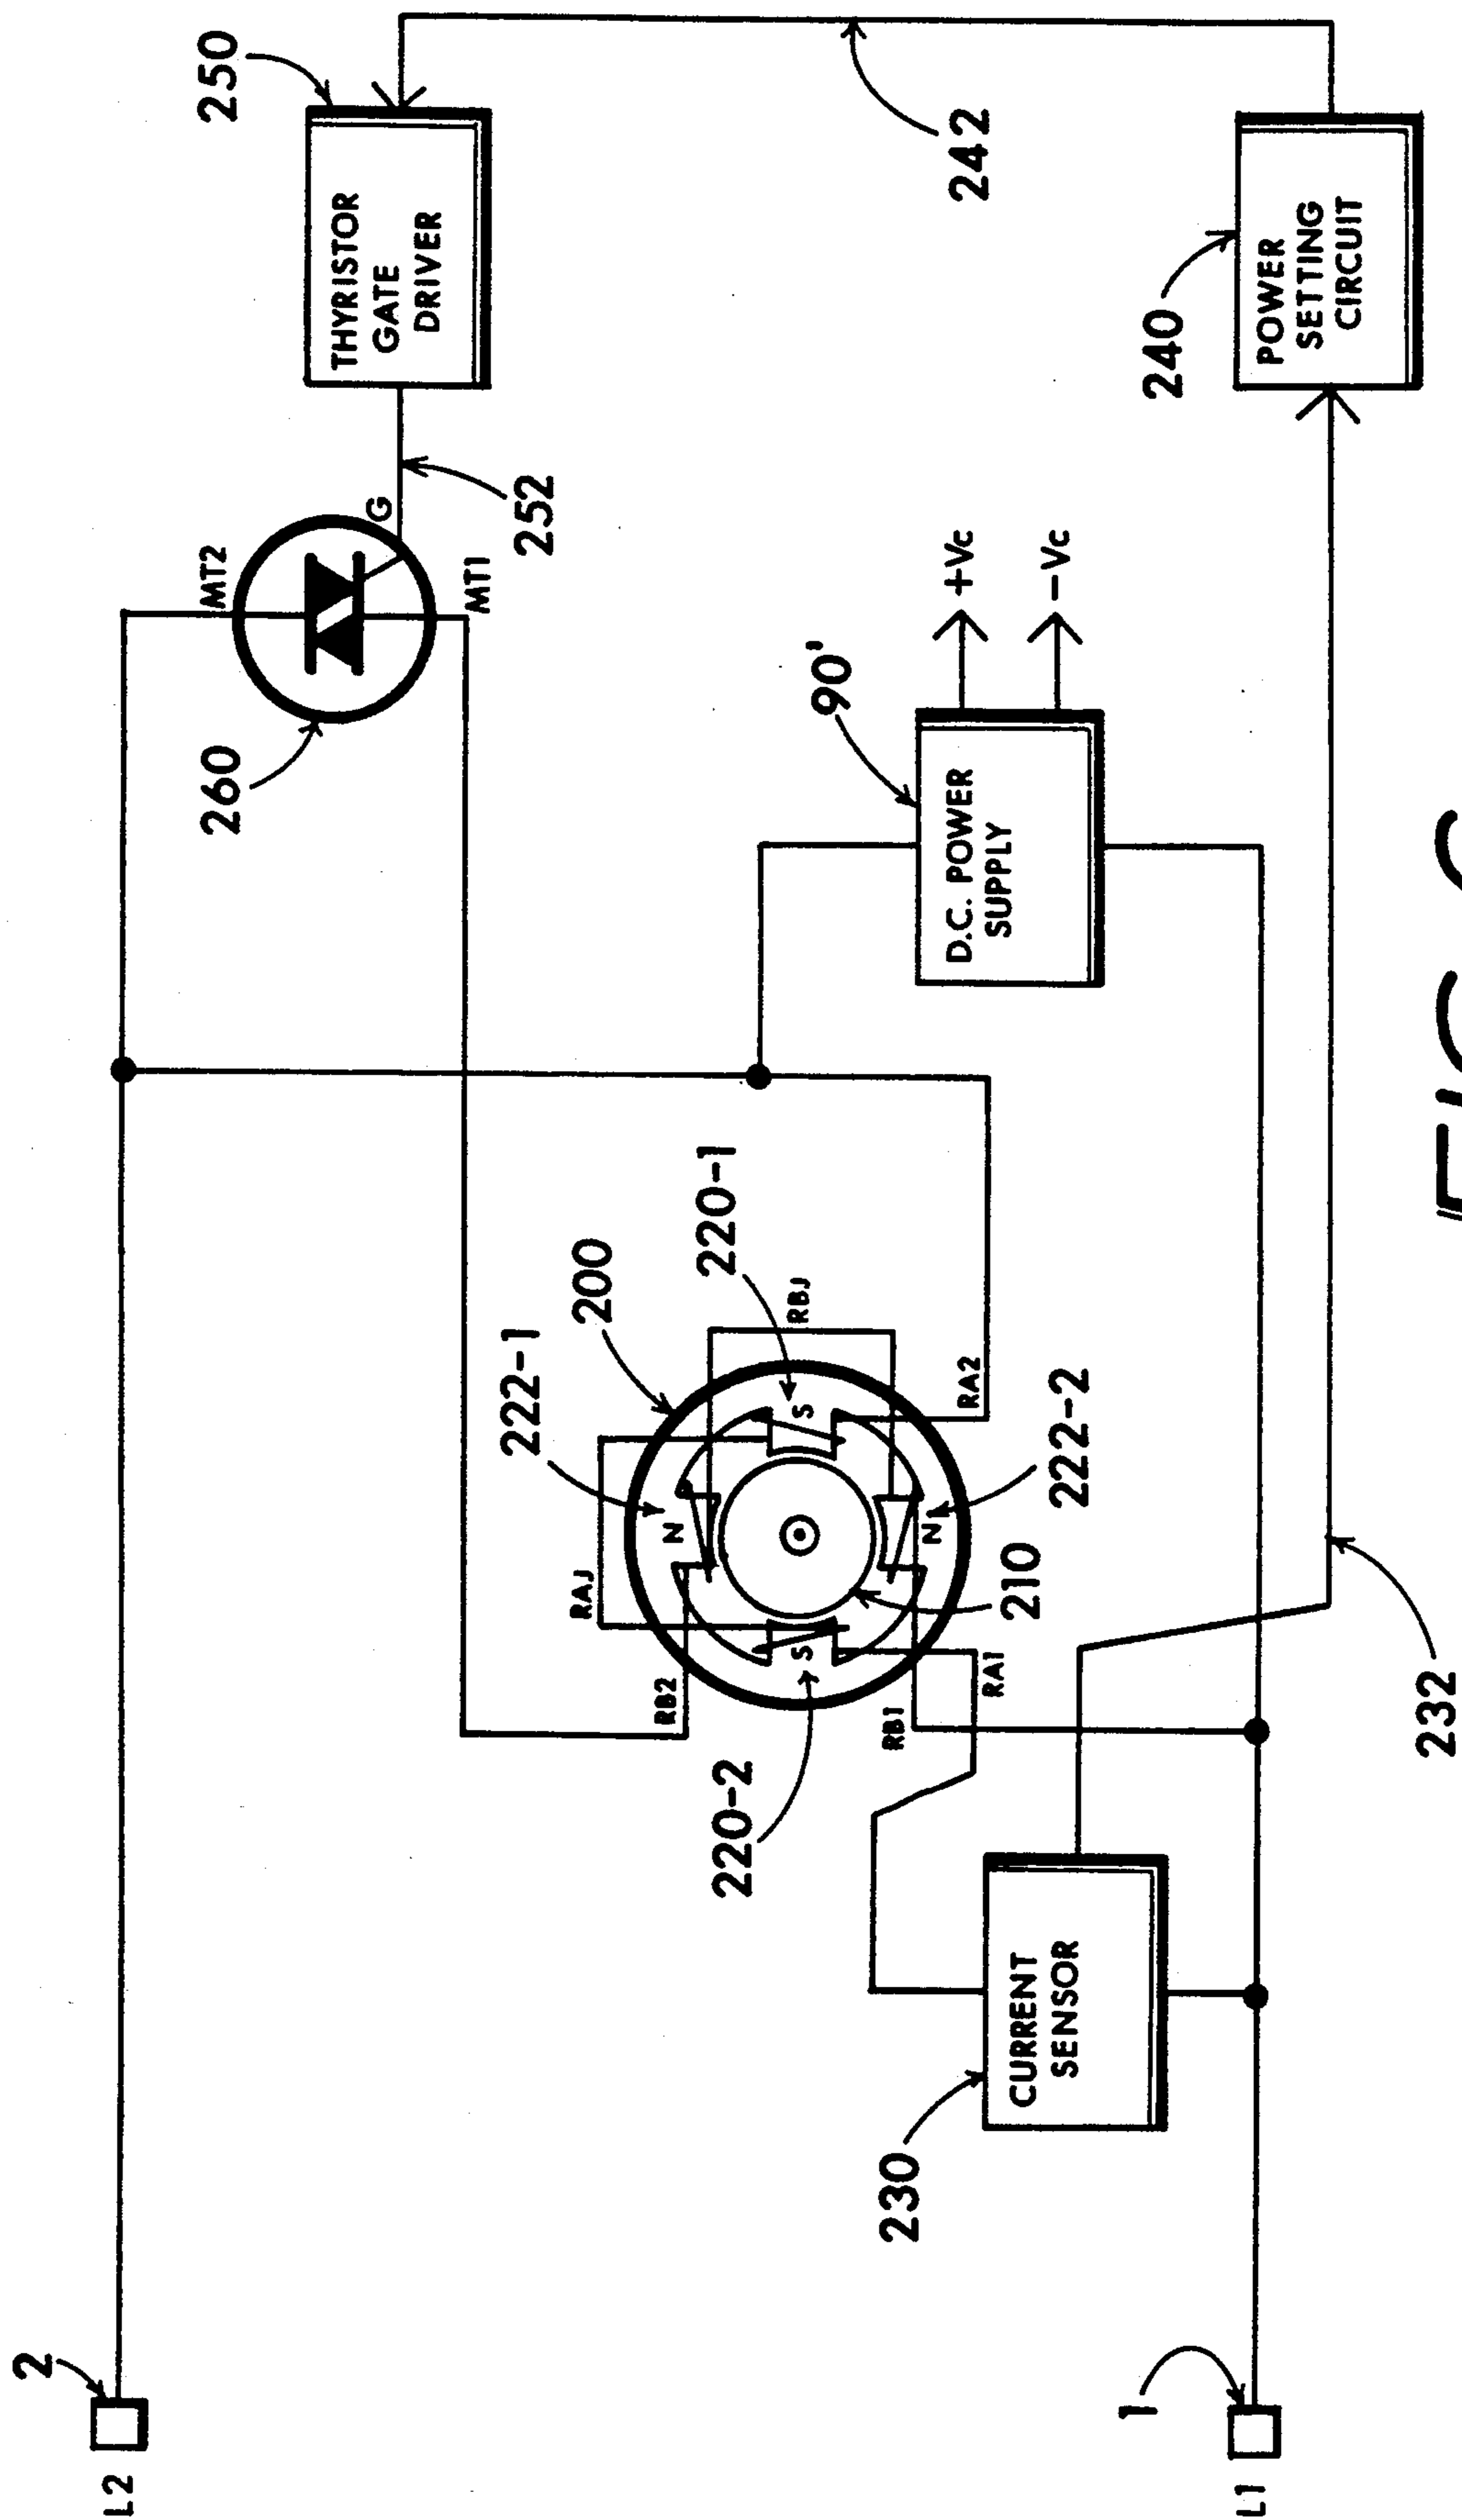 250
THYRISTOR
GATE
DRIVER
242
240
POWER
SETTING
CIRCUIT
MT2
G
MT1
252
260
+Vc
-Vc
90'
D.C. POWER
SUPPLY
220-1
200
222-1
RBJ
RA2
222-2
S
N
N
S
RAJ
210
RB2
RB1
RA1
220-2
232
CURRENT
SENSOR
230
2
L2
1
L1